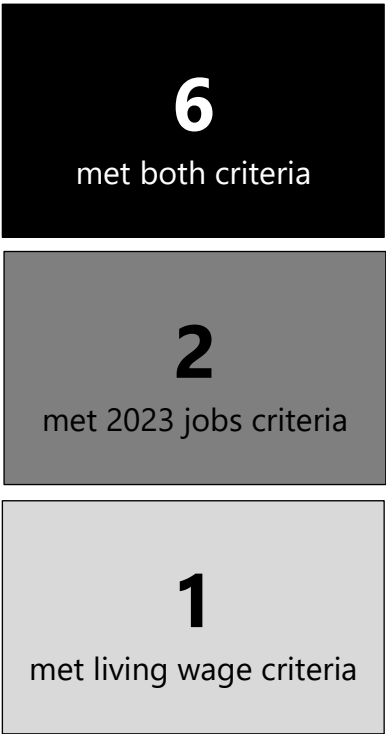 6
met both criteria
2
met 2023 jobs criteria
1
met living wage criteria